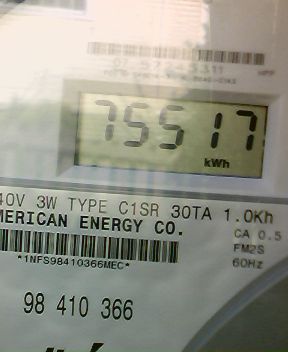 75517
kWh
40V 3W TYPE C1SR 30TA 1.0Kh
MERICAN ENERGY CO.
CA 0.5
*1NFS98410366MEC*
FM2S
60Hz
98 410 366